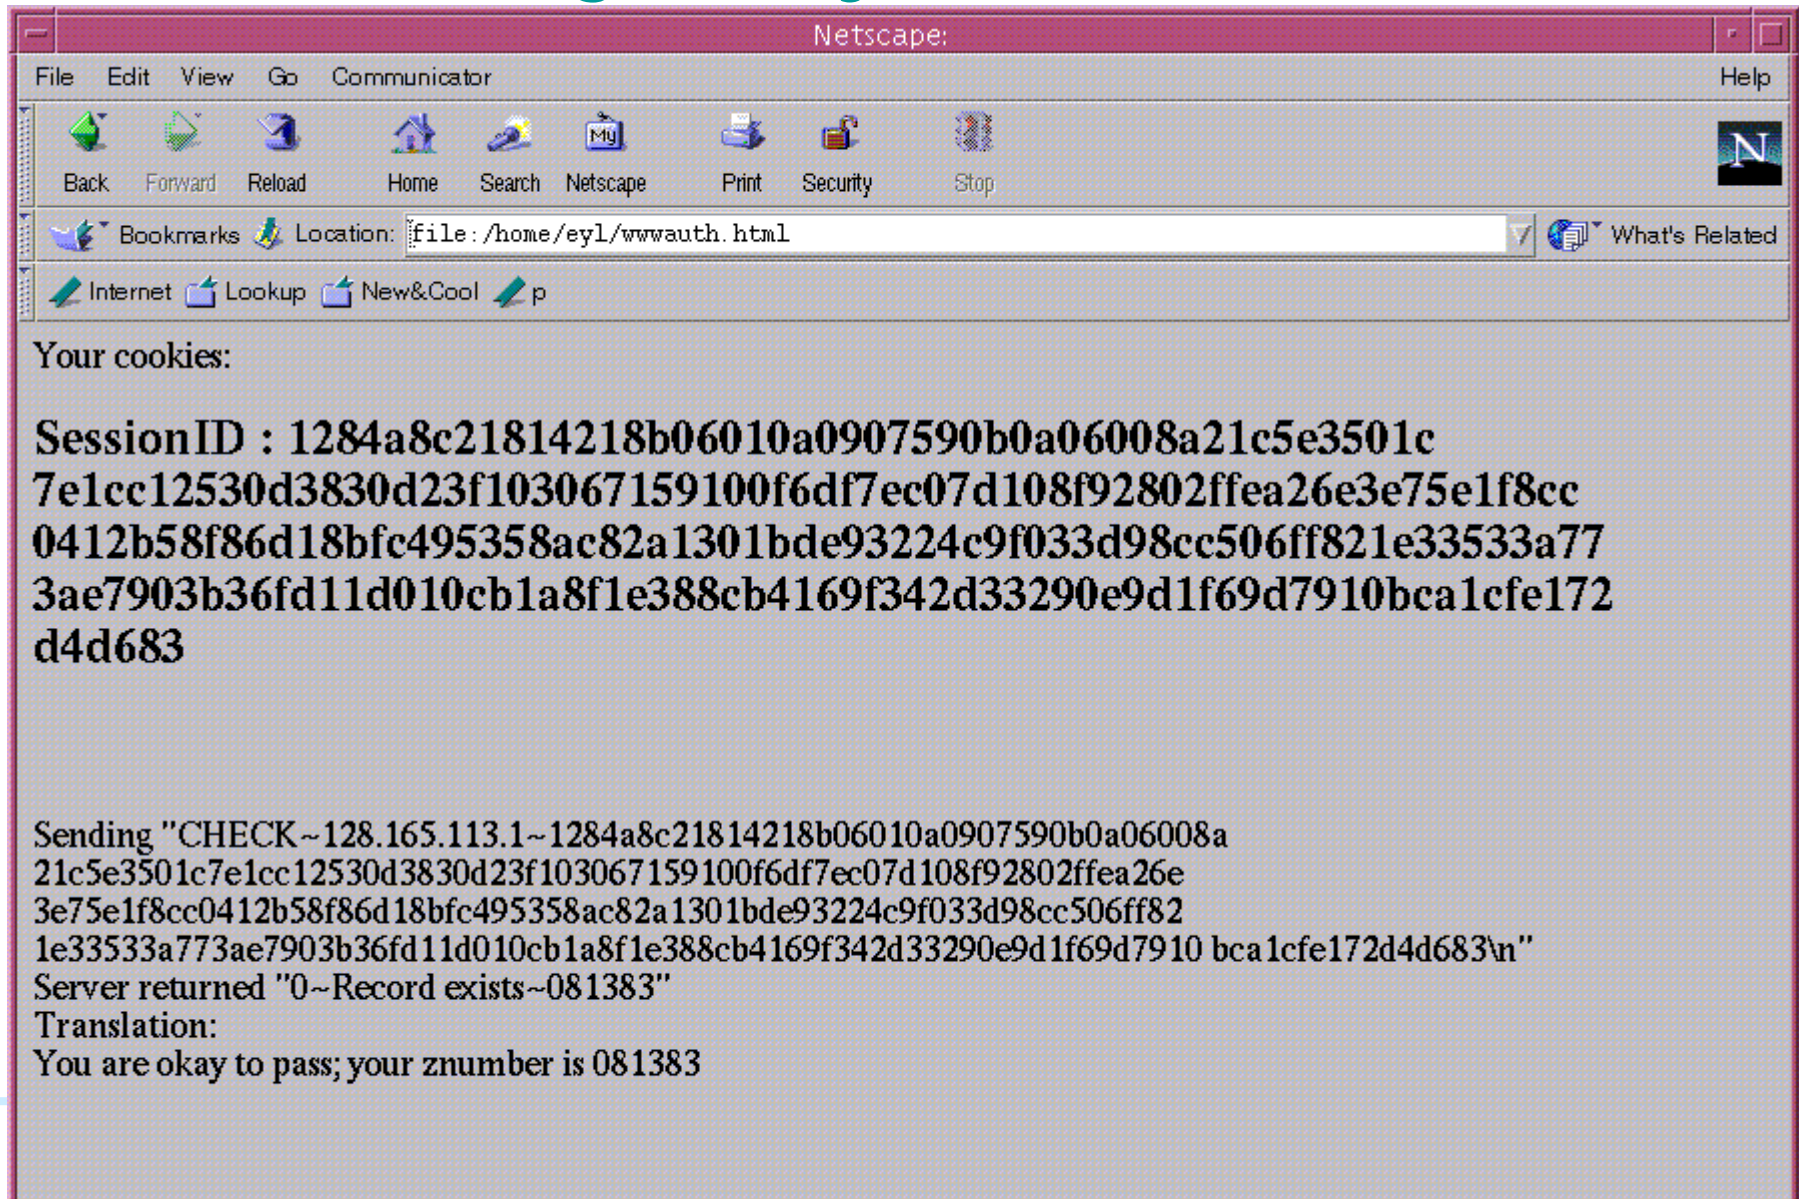 Netscape:
File Edit View Go Communicator Help
My N
Back Forward Reload Home Search Netscape Print Security Stop
Bookmarks Location: file:/home/eyl/wwwauth.html What's Related
Internet Lookup New&Cool p
Your cookies:
SessionID : 1284a8c21814218b06010a0907590b0a06008a21c5e3501c
7e1cc12530d3830d23f103067159100f6df7ec07d108f92802ffea26e3e75e1f8cc
0412b58f86d18bfc495358ac82a1301bde93224c9f033d98cc506ff821e33533a77
3ae7903b36fd11d010cb1a8f1e388cb4169f342d33290e9d1f69d7910bca1cfe172
d4d683
Sending "CHECK~128.165.113.1~1284a8c21814218b06010a0907590b0a06008a
21c5e3501c7e1cc12530d3830d23f103067159100f6df7ec07d108f92802ffea26e
3e75e1f8cc0412b58f86d18bfc495358ac82a1301bde93224c9f033d98cc506ff82
1e33533a773ae7903b36fd11d010cb1a8f1e388cb4169f342d33290e9d1f69d7910 bca1cfe172d4d683\n"
Server returned "0~Record exists~081383"
Translation:
You are okay to pass; your znumber is 081383